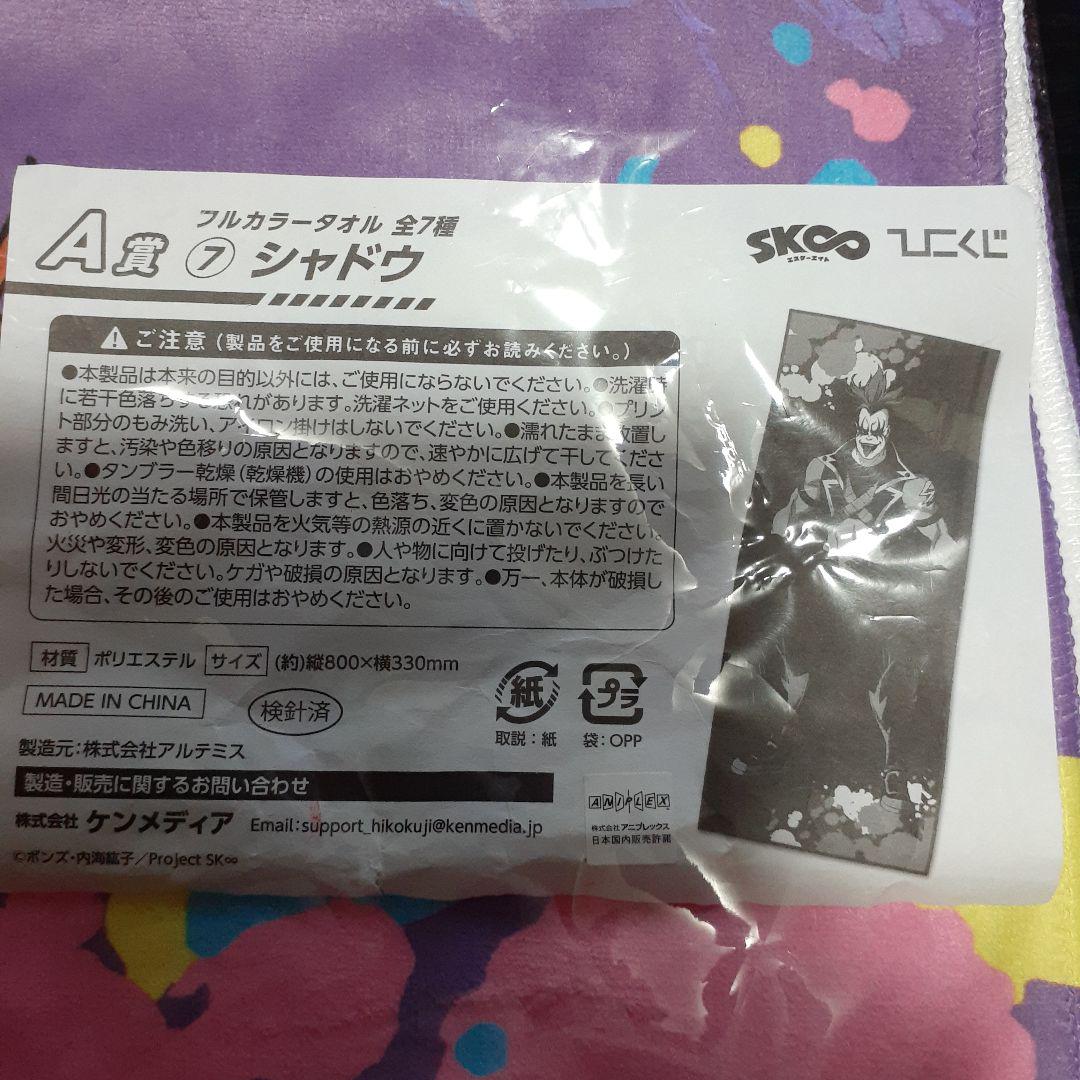 A賞
フルカラータオル 全7種
⑦ シャドウ
SK∞
エスケーエイト
ヒコくじ
⚠ ご注意 (製品をご使用になる前に必ずお読みください。)
●本製品は本来の目的以外には、ご使用にならないでください。●洗濯時
に若干色落ちする恐れがあります。洗濯ネットをご使用ください。●プリン
ト部分のもみ洗い、アイロン掛けはしないでください。●濡れたまま放置し
ますと、汚染や色移りの原因となりますので、速やかに広げて干してくださ
い。●タンブラー乾燥(乾燥機)の使用はおやめください。●本製品を長い
間日光の当たる場所で保管しますと、色落ち、変色の原因となりますので
おやめください。●本製品を火気等の熱源の近くに置かないでください。
火災や変形、変色の原因となります。●人や物に向けて投げたり、ぶつけた
りしないでください。ケガや破損の原因となります。●万一、本体が破損し
た場合、その後のご使用はおやめください。
材質 ポリエステル サイズ (約)縦800×横330mm
MADE IN CHINA 検針済
紙 プラ
取説:紙 袋:OPP
製造元:株式会社アルテミス
製造・販売に関するお問い合わせ
株式会社 ケンメディア Email:support_hikokuji@kenmedia.jp
©ボンズ・内海紘子/Project SK∞
ANIPLEX
株式会社アニプレックス
日本国内販売許諾